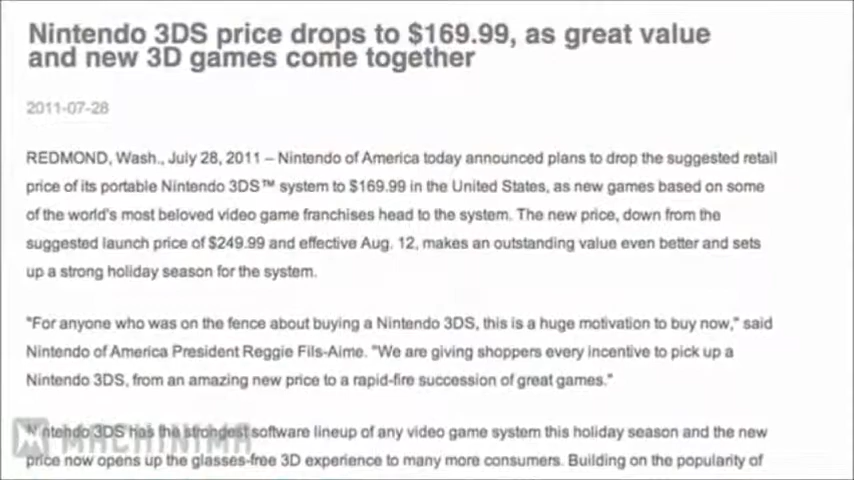 Nintendo 3DS price drops to $169.99, as great value
and new 3D games come together
2011-07-28
REDMOND, Wash., July 28, 2011 – Nintendo of America today announced plans to drop the suggested retail
price of its portable Nintendo 3DS™ system to $169.99 in the United States, as new games based on some
of the world's most beloved video game franchises head to the system. The new price, down from the
suggested launch price of $249.99 and effective Aug. 12, makes an outstanding value even better and sets
up a strong holiday season for the system.
"For anyone who was on the fence about buying a Nintendo 3DS, this is a huge motivation to buy now," said
Nintendo of America President Reggie Fils-Aime. "We are giving shoppers every incentive to pick up a
Nintendo 3DS, from an amazing new price to a rapid-fire succession of great games."
Nintendo 3DS has the strongest software lineup of any video game system this holiday season and the new
MACHINIMA
price now opens up the glasses-free 3D experience to many more consumers. Building on the popularity of